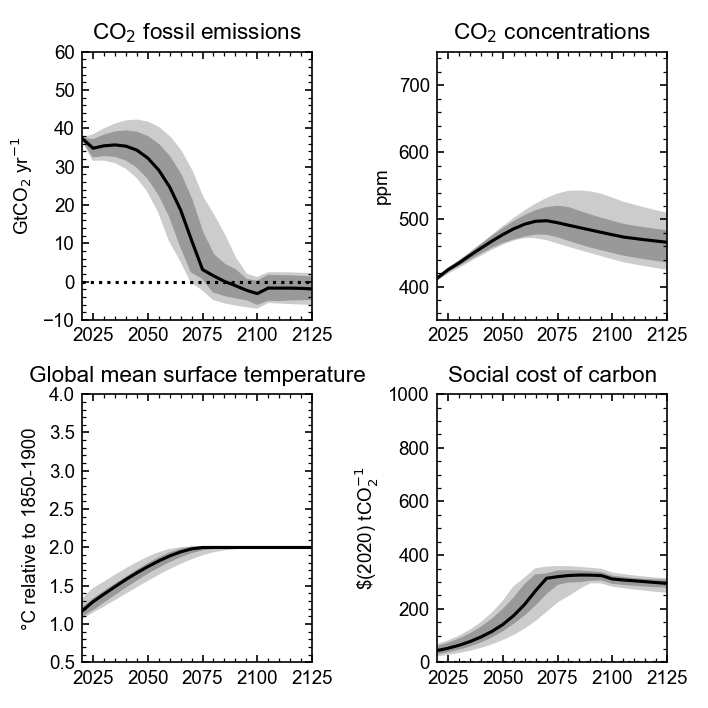 CO₂ fossil emissions
GtCO₂ yr⁻¹
60
50
40
30
20
10
0
−10
2025 2050 2075 2100 2125
CO₂ concentrations
ppm
700
600
500
400
2025 2050 2075 2100 2125
Global mean surface temperature
°C relative to 1850-1900
4.0
3.5
3.0
2.5
2.0
1.5
1.0
0.5
2025 2050 2075 2100 2125
Social cost of carbon
$(2020) tCO₂⁻¹
1000
800
600
400
200
0
2025 2050 2075 2100 2125